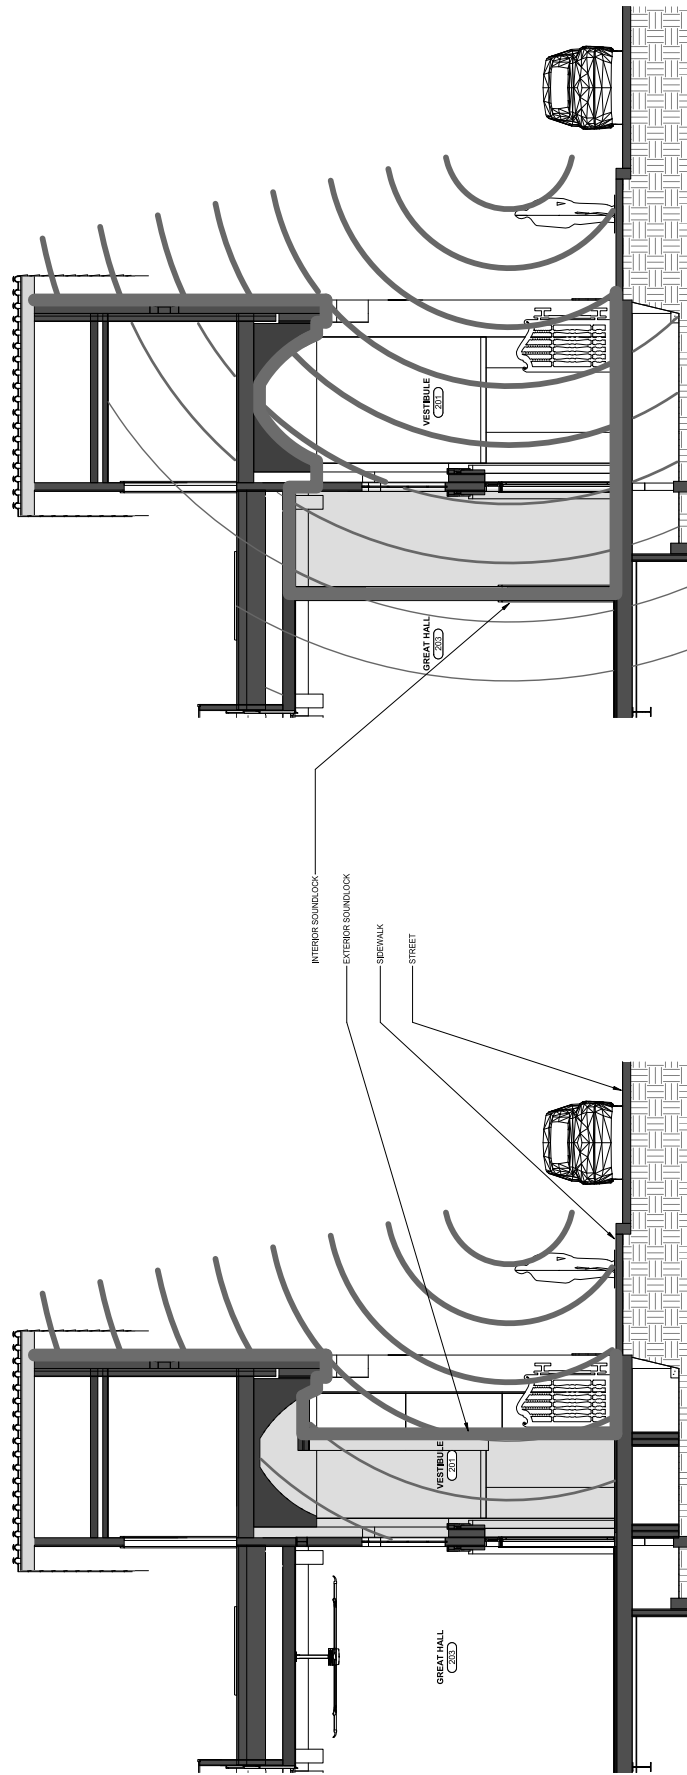 VESTIBULE
201
GREAT HALL
203
INTERIOR SOUNDLOCK
EXTERIOR SOUNDLOCK
SIDEWALK
STREET
VESTIBULE
201
GREAT HALL
203